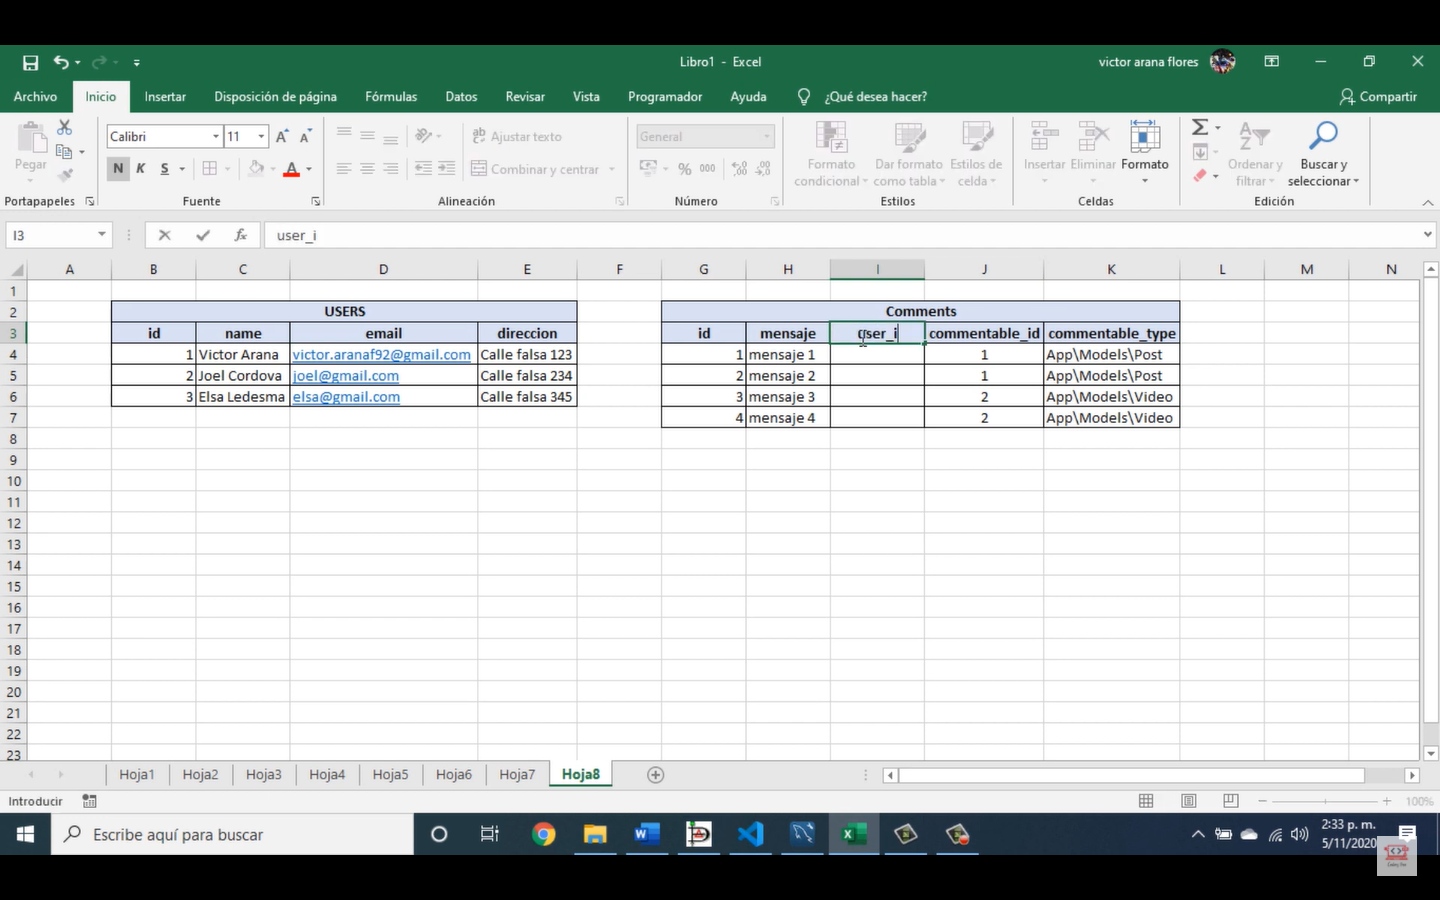 Libro1 - Excel
victor arana flores
Archivo Inicio Insertar Disposición de página Fórmulas Datos Revisar Vista Programador Ayuda ¿Qué desea hacer? Compartir
Pegar
Calibri 11
N K S
Ajustar texto
Combinar y centrar
General
% 000
Formato condicional
Dar formato como tabla
Estilos de celda
Insertar Eliminar Formato
Ordenar y filtrar
Buscar y seleccionar
Portapapeles Fuente Alineación Número Estilos Celdas Edición
I3 fx user_i
A B C D E F G H I J K L M N
1
2 USERS Comments
3 id name email direccion id mensaje user_i commentable_id commentable_type
4 1 Victor Arana victor.aranaf92@gmail.com Calle falsa 123 1 mensaje 1 1 App\Models\Post
5 2 Joel Cordova joel@gmail.com Calle falsa 234 2 mensaje 2 1 App\Models\Post
6 3 Elsa Ledesma elsa@gmail.com Calle falsa 345 3 mensaje 3 2 App\Models\Video
7 4 mensaje 4 2 App\Models\Video
8
9
10
11
12
13
14
15
16
17
18
19
20
21
22
23
Hoja1 Hoja2 Hoja3 Hoja4 Hoja5 Hoja6 Hoja7 Hoja8
Introducir 100%
Escribe aquí para buscar
2:33 p. m.
5/11/2020